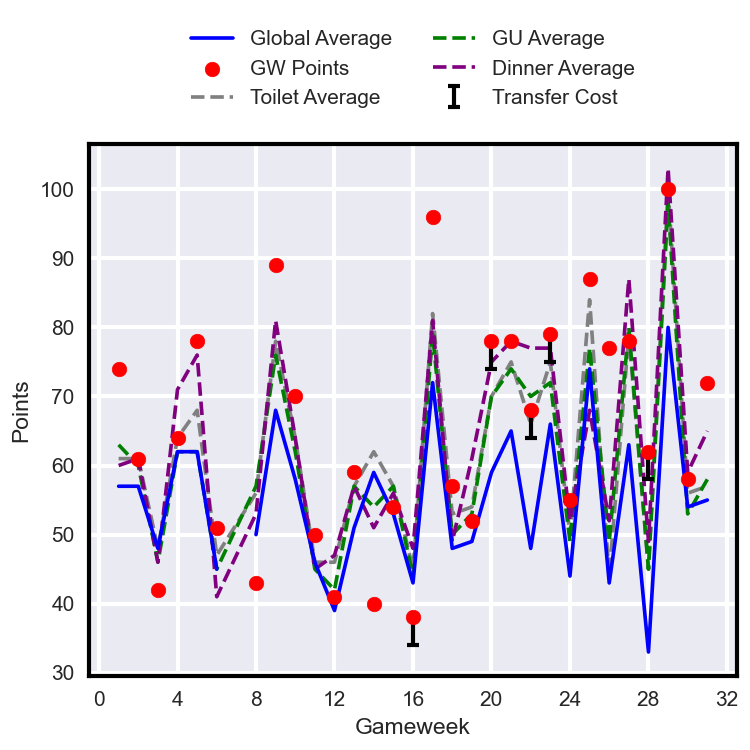 Global Average
GW Points
Toilet Average
GU Average
Dinner Average
Transfer Cost
100
90
80
70
60
50
40
30
Points
0 4 8 12 16 20 24 28 32
Gameweek